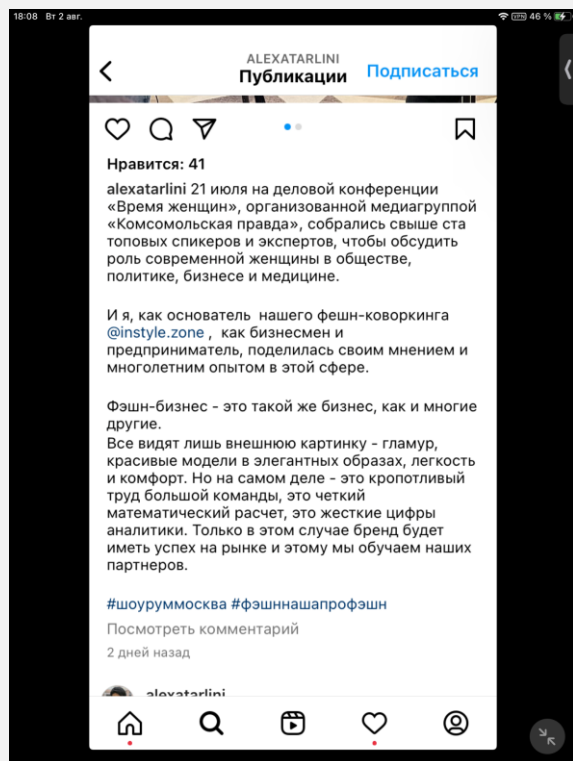 18:08 Вт 2 авг.
VPN 46 %
ALEXATARLINI
Публикации
Подписаться
Нравится: 41
alexatarlini 21 июля на деловой конференции
«Время женщин», организованной медиагруппой
«Комсомольская правда», собрались свыше ста
топовых спикеров и экспертов, чтобы обсудить
роль современной женщины в обществе,
политике, бизнесе и медицине.
И я, как основатель нашего фешн-коворкинга
@instyle.zone , как бизнесмен и
предприниматель, поделилась своим мнением и
многолетним опытом в этой сфере.
Фэшн-бизнес - это такой же бизнес, как и многие
другие.
Все видят лишь внешнюю картинку - гламур,
красивые модели в элегантных образах, легкость
и комфорт. Но на самом деле - это кропотливый
труд большой команды, это четкий
математический расчет, это жесткие цифры
аналитики. Только в этом случае бренд будет
иметь успех на рынке и этому мы обучаем наших
партнеров.
#шоуруммосква #фэшннашапрофэшн
Посмотреть комментарий
2 дней назад
alexatarlini